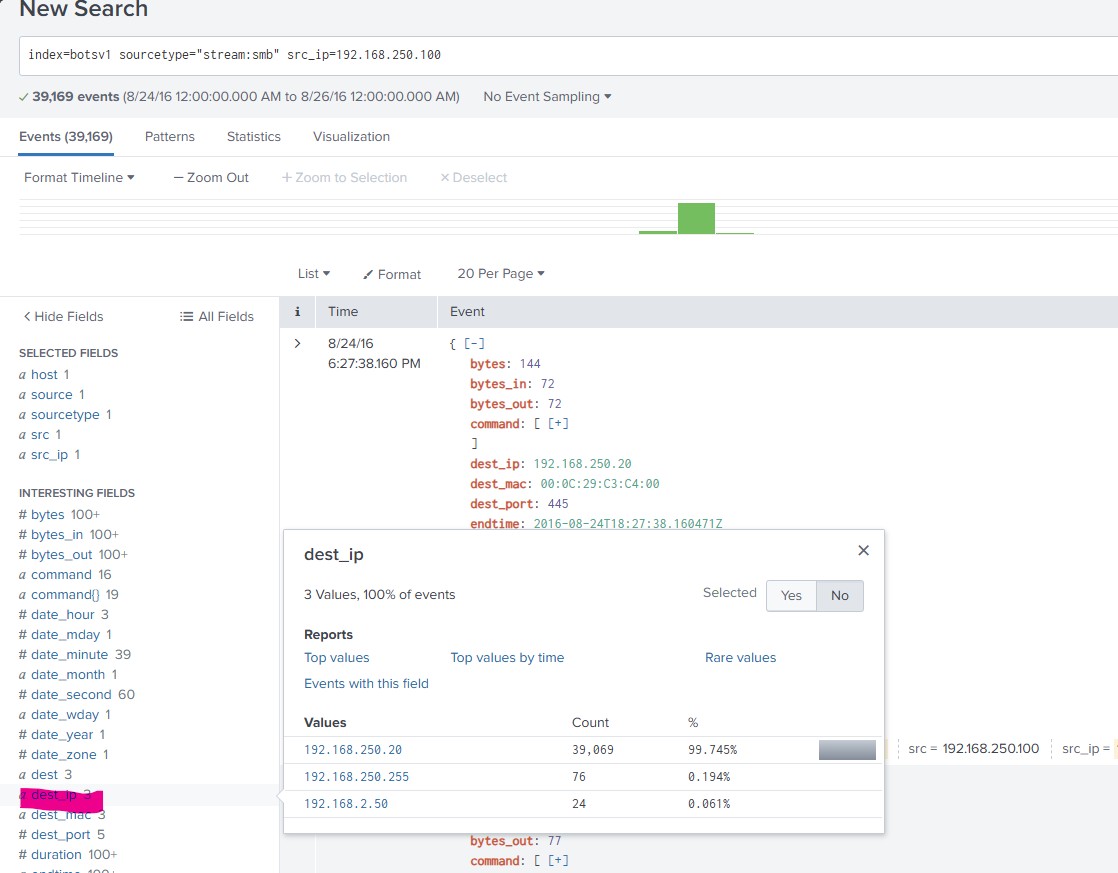 New Search
index=botsv1 sourcetype="stream:smb" src_ip=192.168.250.100
✓ 39,169 events (8/24/16 12:00:00.000 AM to 8/26/16 12:00:00.000 AM) No Event Sampling ▾
Events (39,169) Patterns Statistics Visualization
Format Timeline ▾ — Zoom Out + Zoom to Selection × Deselect
List ▾ Format 20 Per Page ▾
< Hide Fields All Fields
i Time Event
SELECTED FIELDS
a host 1
a source 1
a sourcetype 1
a src 1
a src_ip 1
INTERESTING FIELDS
# bytes 100+
# bytes_in 100+
# bytes_out 100+
a command 16
a command{} 19
# date_hour 3
# date_mday 1
# date_minute 39
a date_month 1
# date_second 60
a date_wday 1
# date_year 1
# date_zone 1
a dest 3
a dest_ip 3
a dest_mac 3
# dest_port 5
# duration 100+
> 8/24/16
6:27:38.160 PM
{ [-]
bytes: 144
bytes_in: 72
bytes_out: 72
command: [ [+]
]
dest_ip: 192.168.250.20
dest_mac: 00:0C:29:C3:C4:00
dest_port: 445
endtime: 2016-08-24T18:27:38.160471Z
dest_ip ×
3 Values, 100% of events Selected Yes No
Reports
Top values Top values by time Rare values
Events with this field
Values Count %
192.168.250.20 39,069 99.745%
192.168.250.255 76 0.194%
192.168.2.50 24 0.061%
src = 192.168.250.100 src_ip =
bytes_out: 77
command: [ [+]